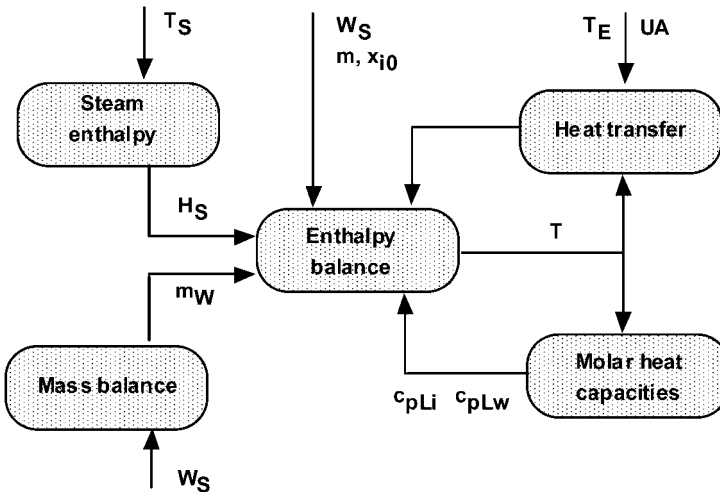 T_S
W_S
m, x_i0
T_E UA
Steam
enthalpy
Heat transfer
H_S
Enthalpy
balance
T
m_W
Mass balance
Molar heat
capacities
c_pLi c_pLw
W_S